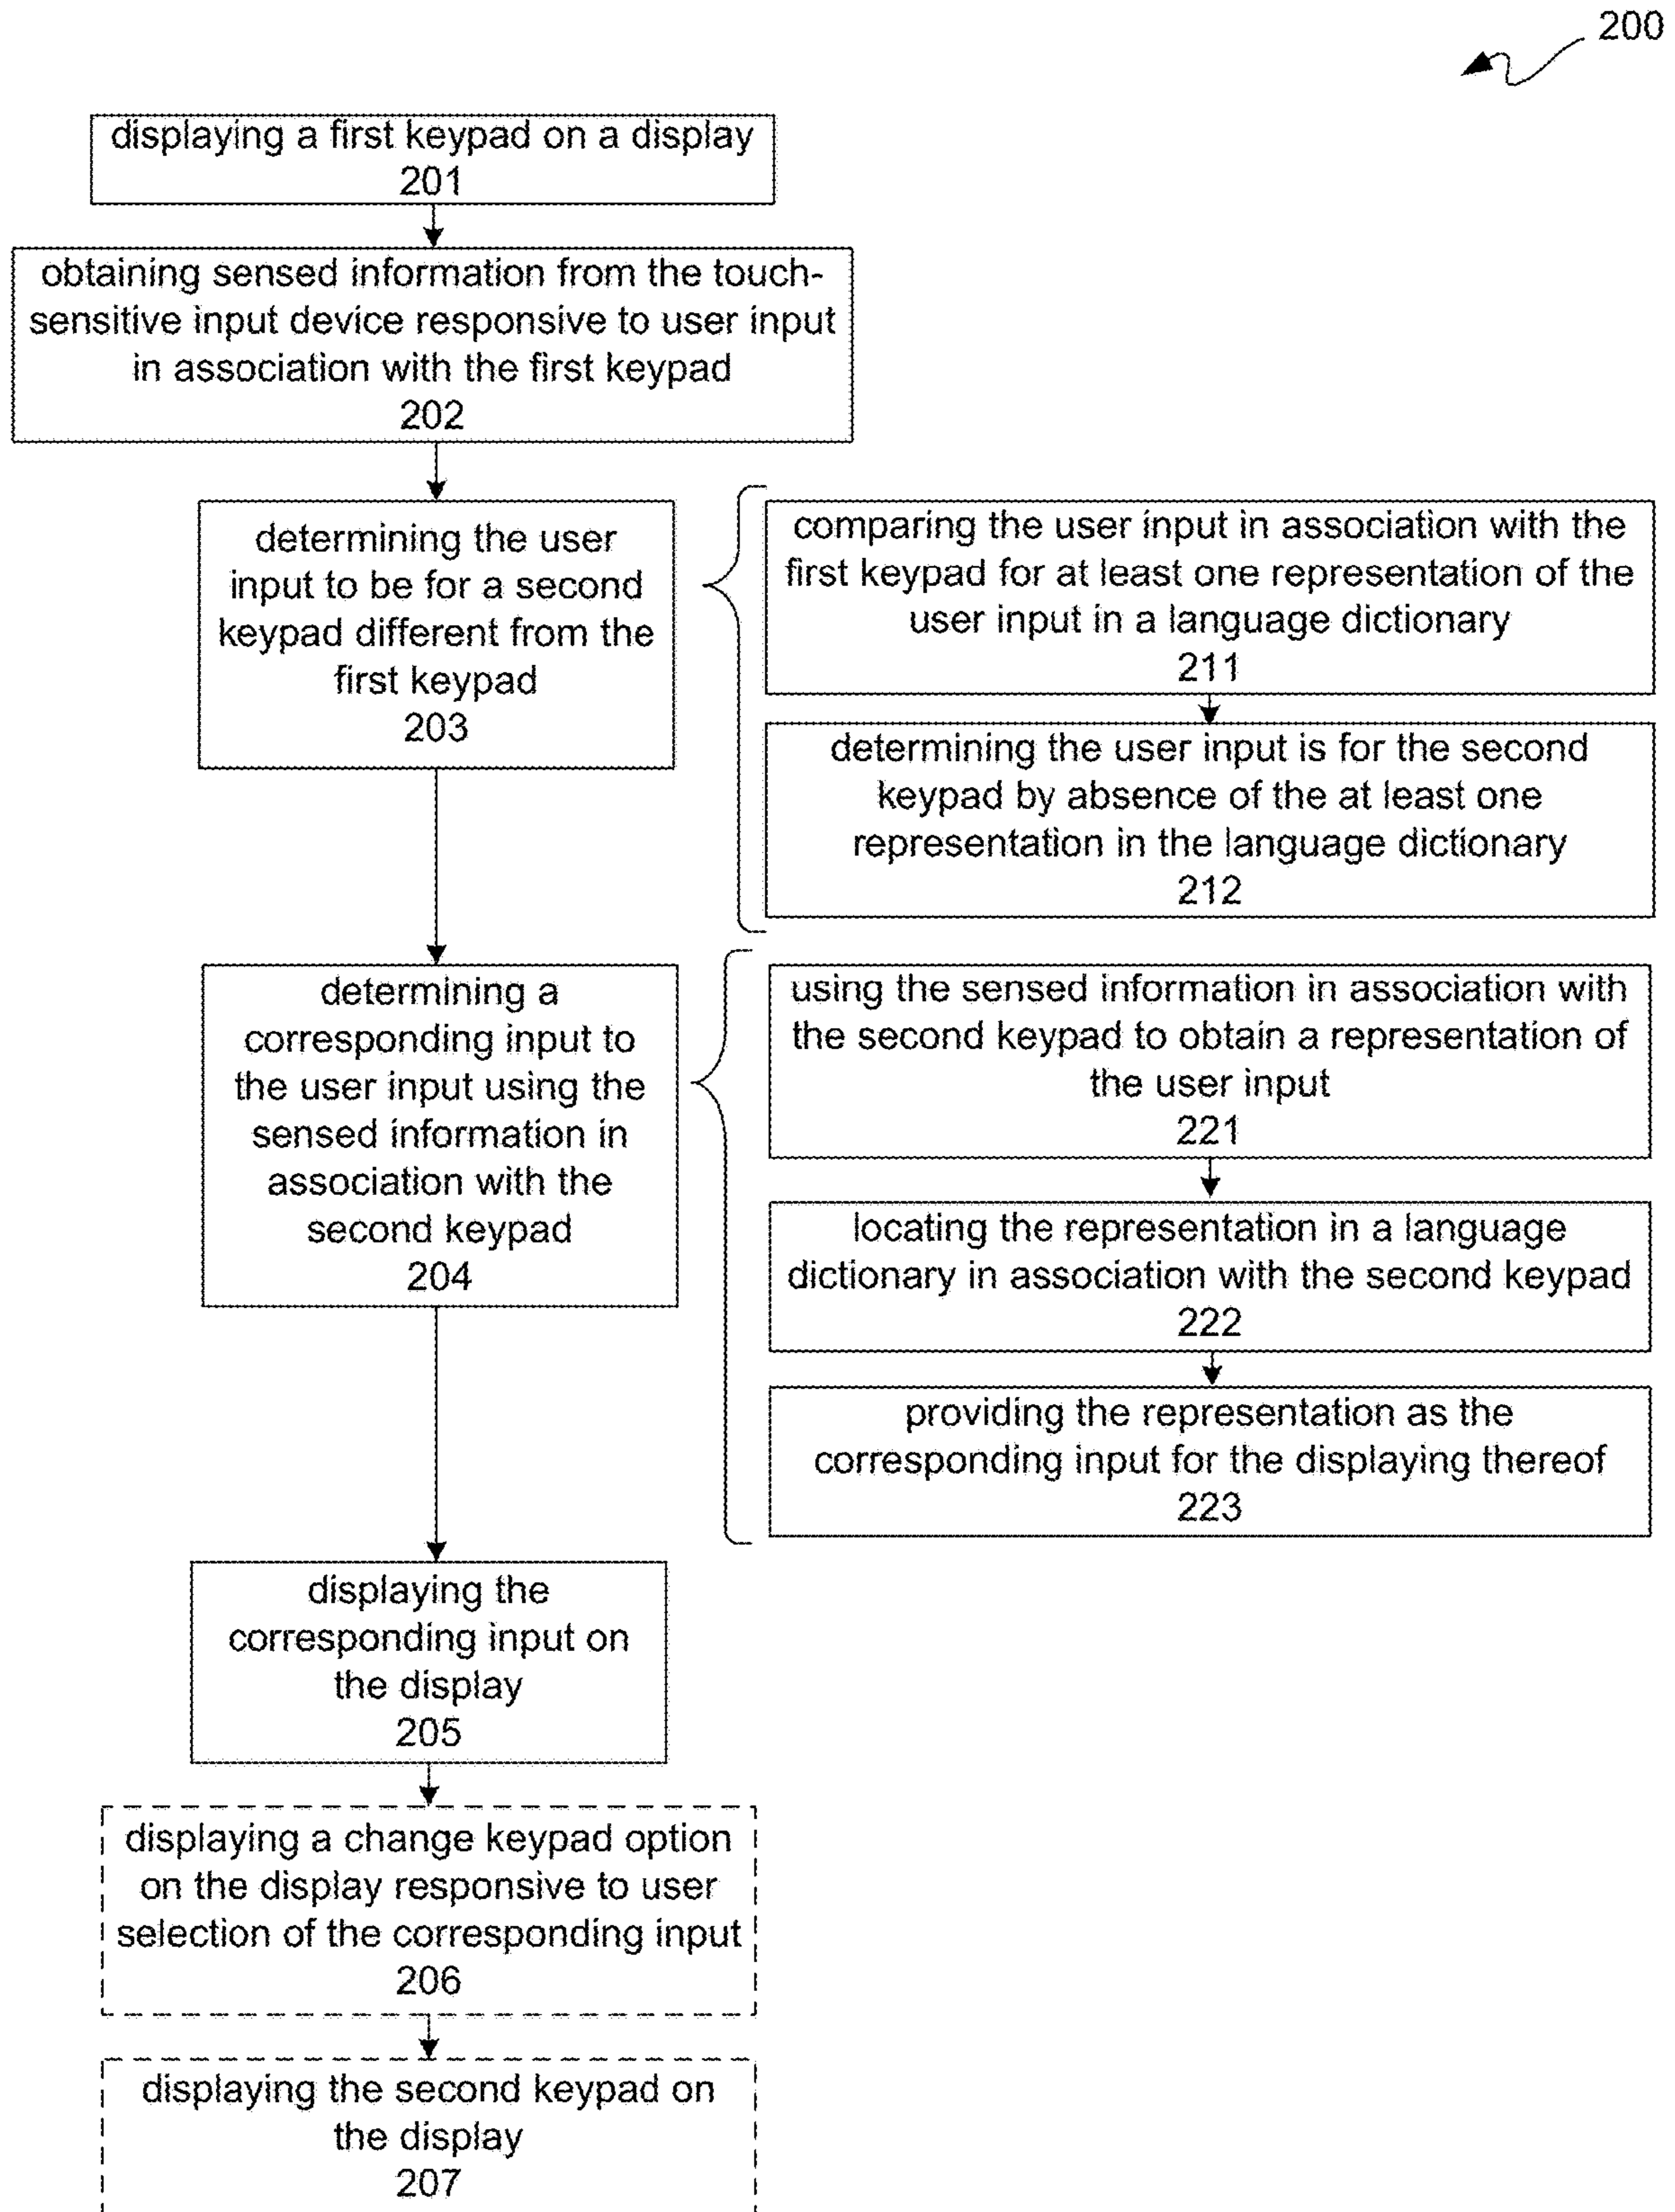 200
displaying a first keypad on a display
201
obtaining sensed information from the touch-
sensitive input device responsive to user input
in association with the first keypad
202
determining the user
input to be for a second
keypad different from the
first keypad
203
comparing the user input in association with the
first keypad for at least one representation of the
user input in a language dictionary
211
determining the user input is for the second
keypad by absence of the at least one
representation in the language dictionary
212
determining a
corresponding input to
the user input using the
sensed information in
association with the
second keypad
204
using the sensed information in association with
the second keypad to obtain a representation of
the user input
221
locating the representation in a language
dictionary in association with the second keypad
222
providing the representation as the
corresponding input for the displaying thereof
223
displaying the
corresponding input on
the display
205
displaying a change keypad option
on the display responsive to user
selection of the corresponding input
206
displaying the second keypad on
the display
207